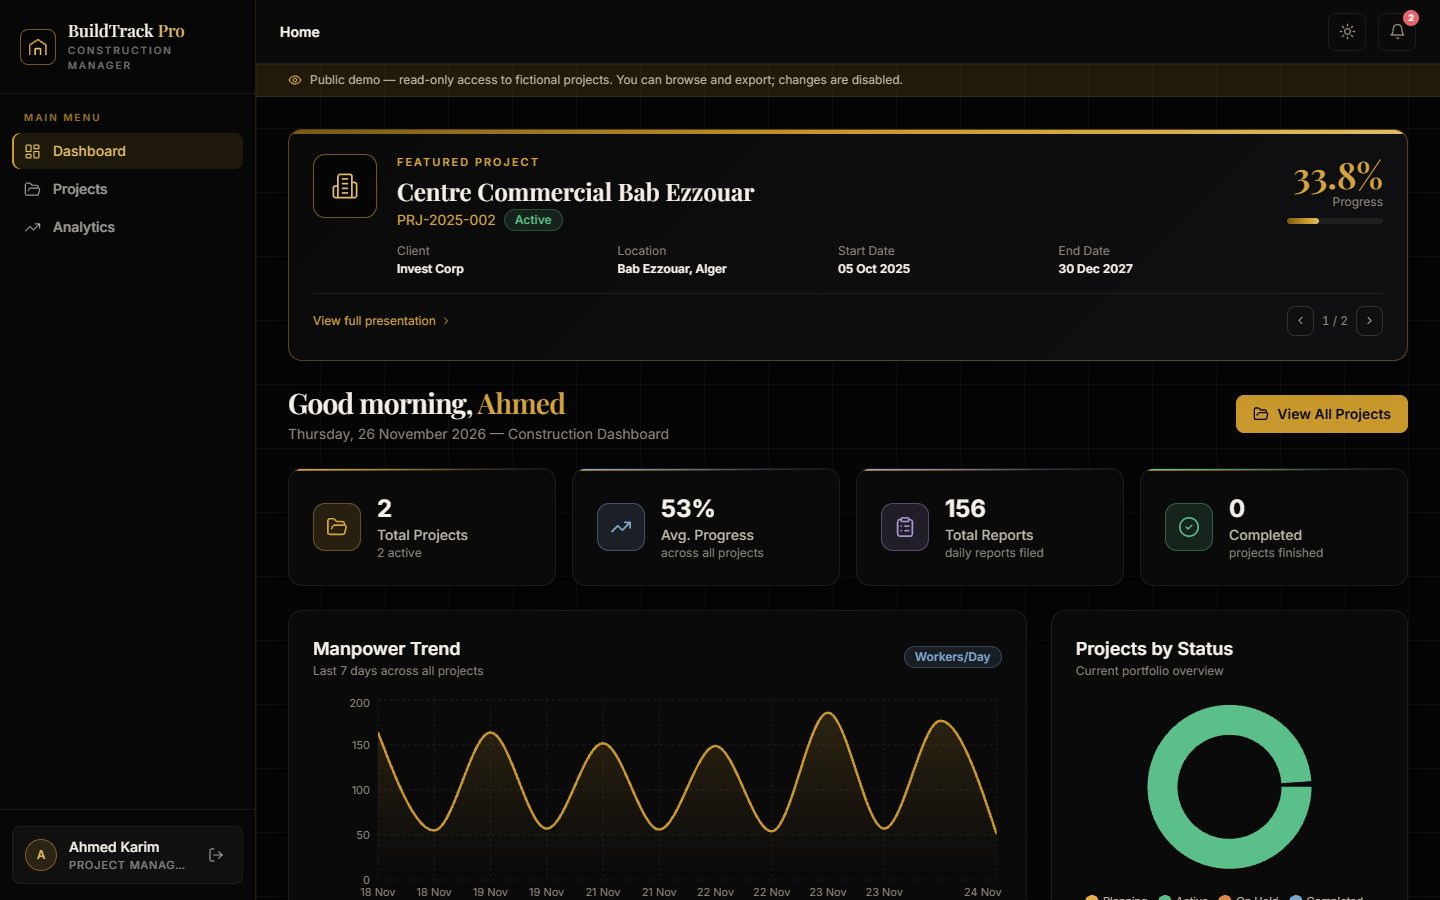 BuildTrack Pro
CONSTRUCTION
MANAGER
MAIN MENU
Dashboard
Projects
Analytics
A
Ahmed Karim
PROJECT MANAG...
Home
2
Public demo — read-only access to fictional projects. You can browse and export; changes are disabled.
FEATURED PROJECT
Centre Commercial Bab Ezzouar
PRJ-2025-002 Active
33.8%
Progress
Client Location Start Date End Date
Invest Corp Bab Ezzouar, Alger 05 Oct 2025 30 Dec 2027
View full presentation
1 / 2
Good morning, Ahmed
Thursday, 26 November 2026 — Construction Dashboard
View All Projects
2
Total Projects
2 active
53%
Avg. Progress
across all projects
156
Total Reports
daily reports filed
0
Completed
projects finished
Manpower Trend
Last 7 days across all projects
Workers/Day
200
150
100
50
0
18 Nov 18 Nov 19 Nov 19 Nov 21 Nov 21 Nov 22 Nov 22 Nov 23 Nov 23 Nov 24 Nov
Projects by Status
Current portfolio overview
Planning Active On Hold Completed